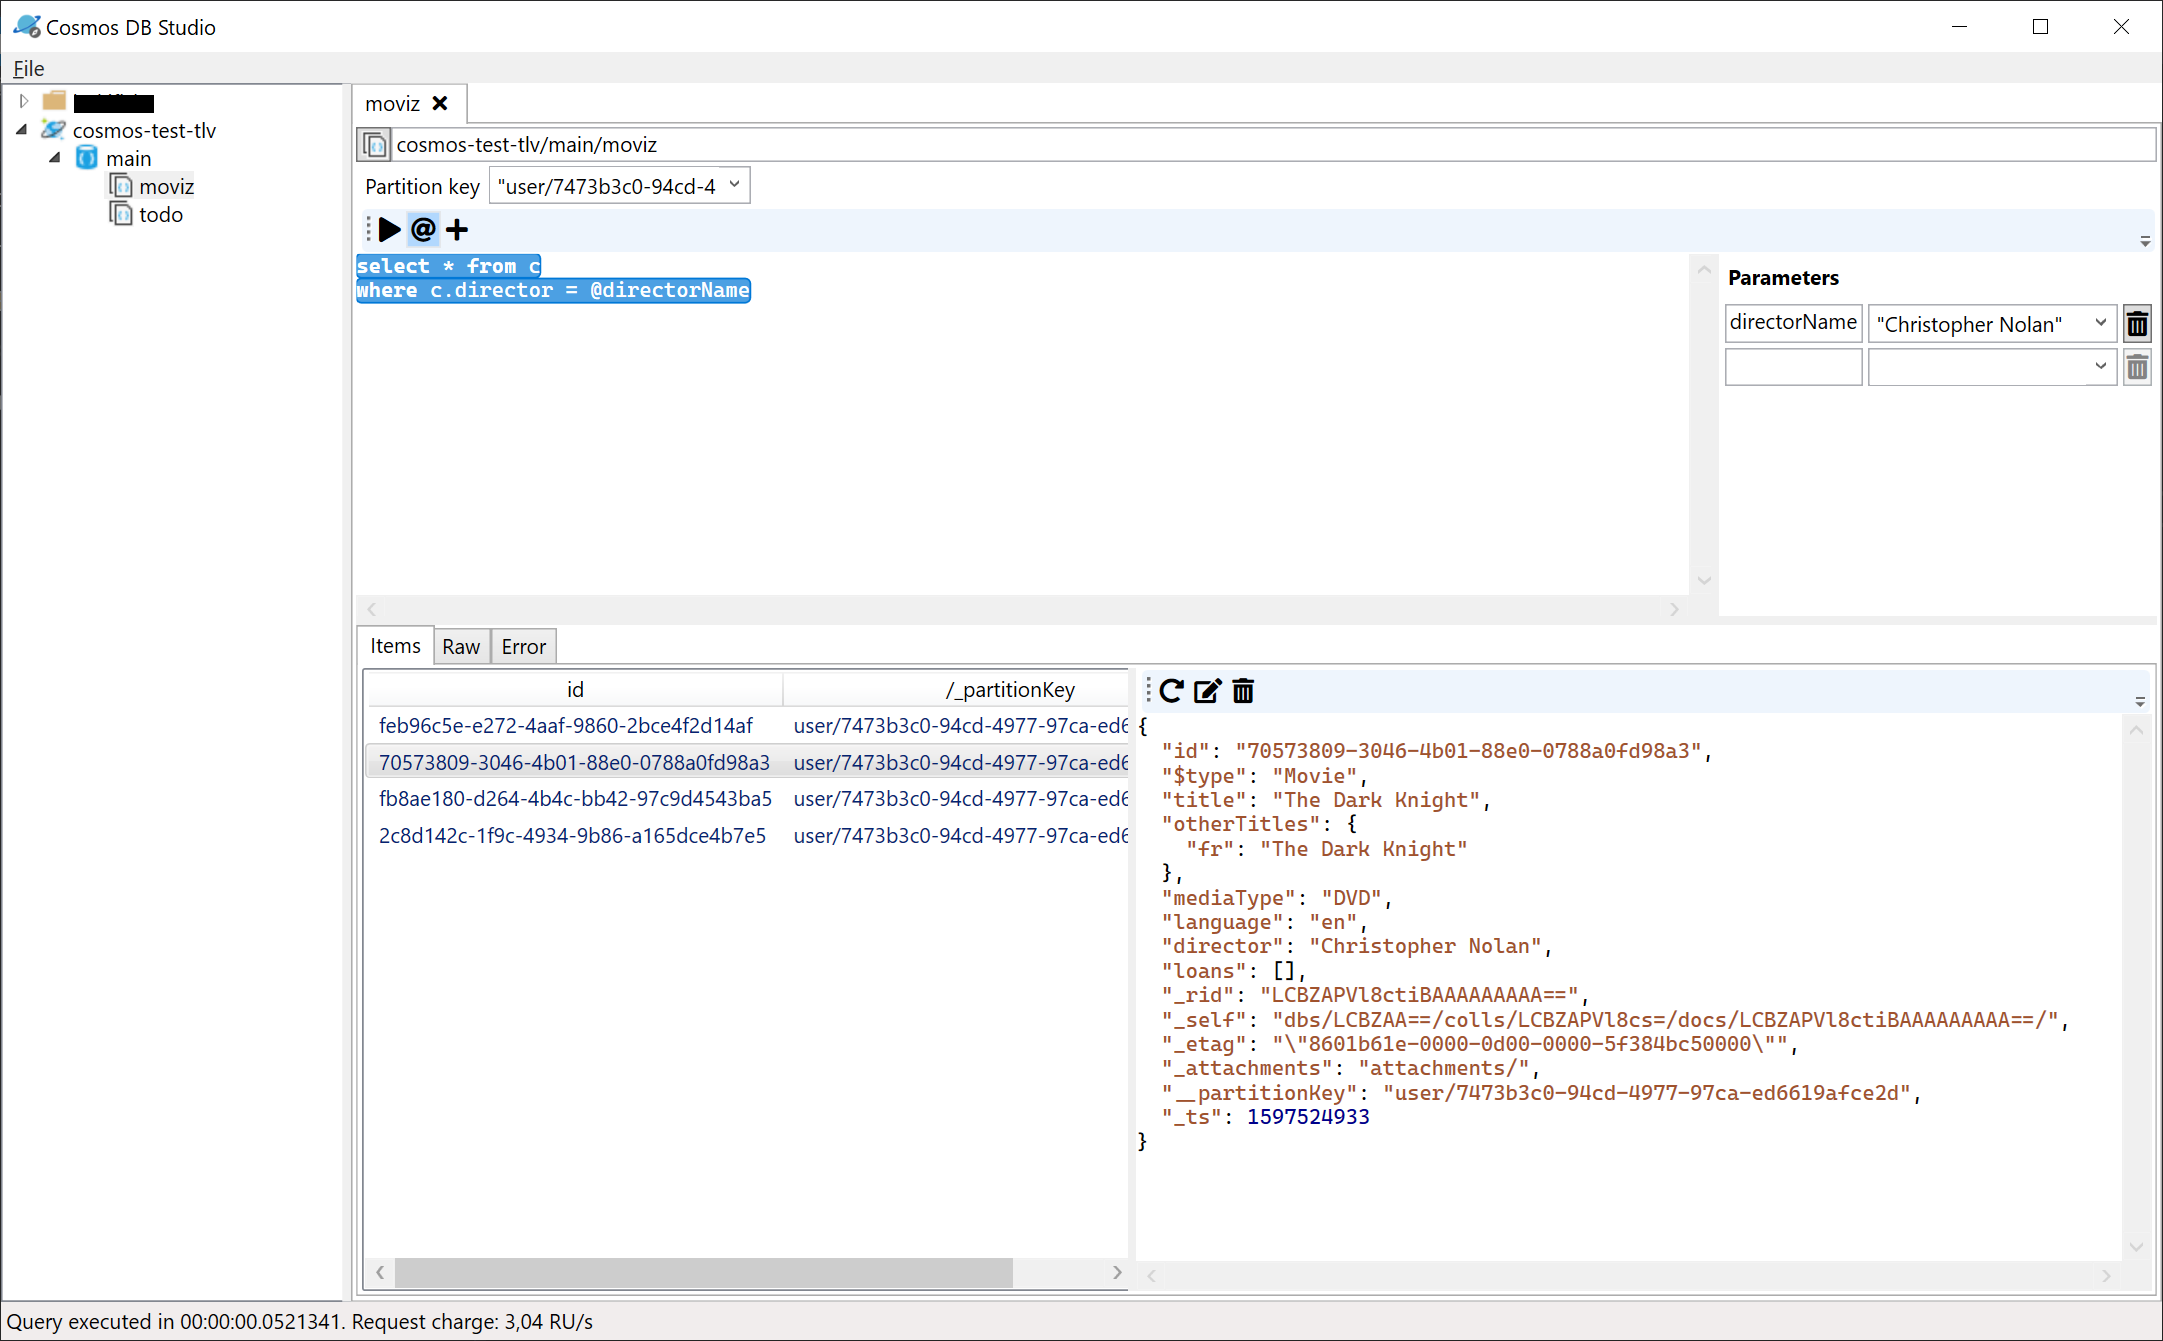 Cosmos DB Studio
File
cosmos-test-tlv
main
moviz
todo
moviz
cosmos-test-tlv/main/moviz
Partition key "user/7473b3c0-94cd-4
@
select * from c
where c.director = @directorName
Parameters
directorName "Christopher Nolan"
Items Raw Error
id /_partitionKey
feb96c5e-e272-4aaf-9860-2bce4f2d14af user/7473b3c0-94cd-4977-97ca-ed6
70573809-3046-4b01-88e0-0788a0fd98a3 user/7473b3c0-94cd-4977-97ca-ed6
fb8ae180-d264-4b4c-bb42-97c9d4543ba5 user/7473b3c0-94cd-4977-97ca-ed6
2c8d142c-1f9c-4934-9b86-a165dce4b7e5 user/7473b3c0-94cd-4977-97ca-ed6
{
"id": "70573809-3046-4b01-88e0-0788a0fd98a3",
"$type": "Movie",
"title": "The Dark Knight",
"otherTitles": {
"fr": "The Dark Knight"
},
"mediaType": "DVD",
"language": "en",
"director": "Christopher Nolan",
"loans": [],
"_rid": "LCBZAPVl8ctiBAAAAAAAAA==",
"_self": "dbs/LCBZAA==/colls/LCBZAPVl8cs=/docs/LCBZAPVl8ctiBAAAAAAAAA==/",
"_etag": "\"8601b61e-0000-0d00-0000-5f384bc50000\"",
"_attachments": "attachments/",
"__partitionKey": "user/7473b3c0-94cd-4977-97ca-ed6619afce2d",
"_ts": 1597524933
}
Query executed in 00:00:00.0521341. Request charge: 3,04 RU/s